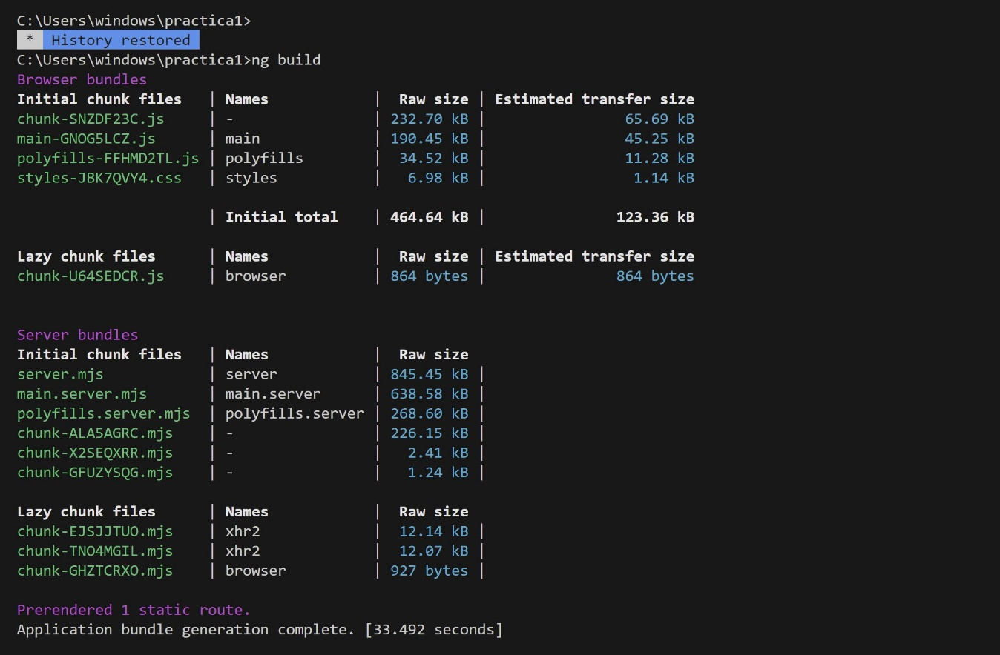 C:\Users\windows\practica1>
* History restored
C:\Users\windows\practica1>ng build
Browser bundles
Initial chunk files | Names | Raw size | Estimated transfer size
chunk-SNZDF23C.js | - | 232.70 kB | 65.69 kB
main-GNOG5LCZ.js | main | 190.45 kB | 45.25 kB
polyfills-FFHMD2TL.js | polyfills | 34.52 kB | 11.28 kB
styles-JBK7QVY4.css | styles | 6.98 kB | 1.14 kB
| Initial total | 464.64 kB | 123.36 kB
Lazy chunk files | Names | Raw size | Estimated transfer size
chunk-U64SEDCR.js | browser | 864 bytes | 864 bytes
Server bundles
Initial chunk files | Names | Raw size
server.mjs | server | 845.45 kB |
main.server.mjs | main.server | 638.58 kB |
polyfills.server.mjs | polyfills.server | 268.60 kB |
chunk-ALA5AGRC.mjs | - | 226.15 kB |
chunk-X2SEQXRR.mjs | - | 2.41 kB |
chunk-GFUZYSQG.mjs | - | 1.24 kB |
Lazy chunk files | Names | Raw size
chunk-EJSJJTUO.mjs | xhr2 | 12.14 kB |
chunk-TNO4MGIL.mjs | xhr2 | 12.07 kB |
chunk-GHZTCRXO.mjs | browser | 927 bytes |
Prerendered 1 static route.
Application bundle generation complete. [33.492 seconds]